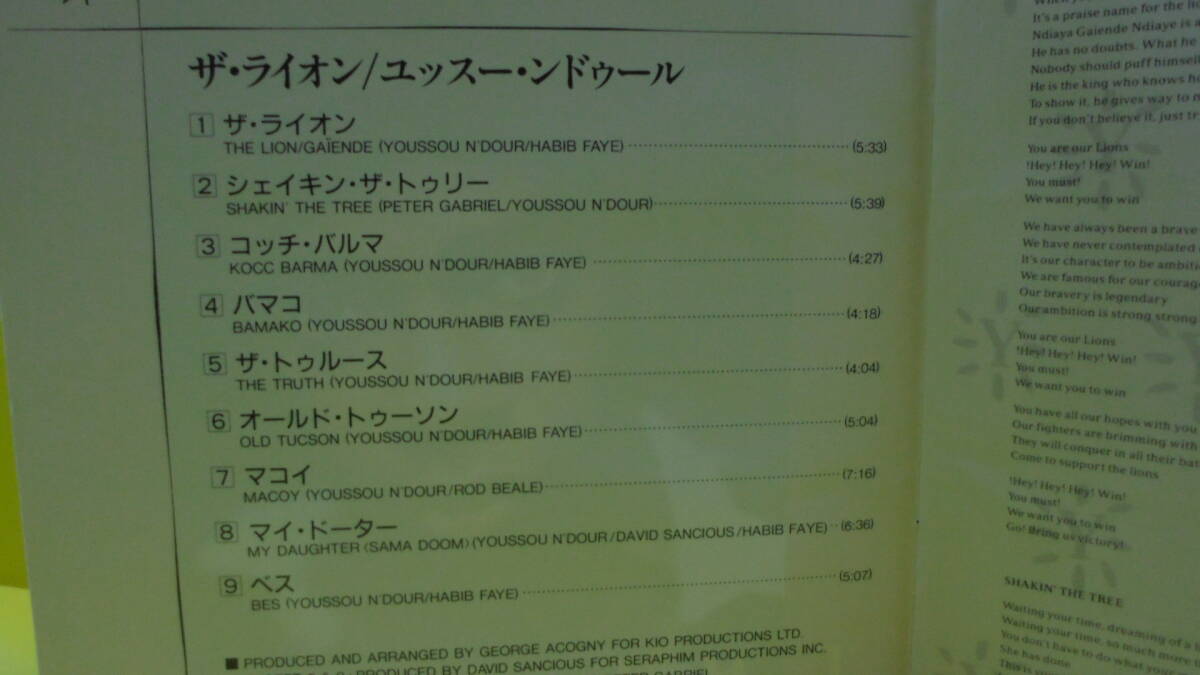 ザ・ライオン/ユッスー・ンドゥール
1 ザ・ライオン
THE LION/GAÏENDE (YOUSSOU N'DOUR/HABIB FAYE) (5:33)
2 シェイキン・ザ・トゥリー
SHAKIN' THE TREE (PETER GABRIEL/YOUSSOU N'DOUR) (5:39)
3 コッチ・バルマ
KOCC BARMA (YOUSSOU N'DOUR/HABIB FAYE) (4:27)
4 バマコ
BAMAKO (YOUSSOU N'DOUR/HABIB FAYE) (4:18)
5 ザ・トゥルース
THE TRUTH (YOUSSOU N'DOUR/HABIB FAYE) (4:04)
6 オールド・トゥーソン
OLD TUCSON (YOUSSOU N'DOUR/HABIB FAYE) (5:04)
7 マコイ
MACOY (YOUSSOU N'DOUR/ROD BEALE) (7:16)
8 マイ・ドーター
MY DAUGHTER (SAMA DOOM) (YOUSSOU N'DOUR/DAVID SANCIOUS/HABIB FAYE) (6:36)
9 ベス
BES (YOUSSOU N'DOUR/HABIB FAYE) (5:07)
■ PRODUCED AND ARRANGED BY GEORGE ACOGNY FOR KIO PRODUCTIONS LTD.
PRODUCED BY DAVID SANCIOUS FOR SERAPHIM PRODUCTIONS INC.
GABRIEL
It's a praise name for the
Ndiaya Gaiende Ndiaye is a
He has no doubts. What he
Nobody should puff himself
He is the king who knows
To show it, he gives way to
If you don't believe it, just
You are our Lions
!Hey! Hey! Hey! Win!
You must!
We want you to win
We have always been a brave
We have never contemplated
It's our character to be
We are famous for our
Our bravery is legendary
Our ambition is strong strong
You are our Lions
!Hey! Hey! Hey! Win!
You must!
We want you to win
You have all our hopes with you
Our fighters are brimming with
They will conquer in all their
Come to support the lions
!Hey! Hey! Hey! Win!
You must!
We want you to win
Go! Bring us victory!
SHAKIN' THE TREE
Waiting your time, dreaming of a
Waiting your time, so much more
You don't have to do what your
She has done
This is